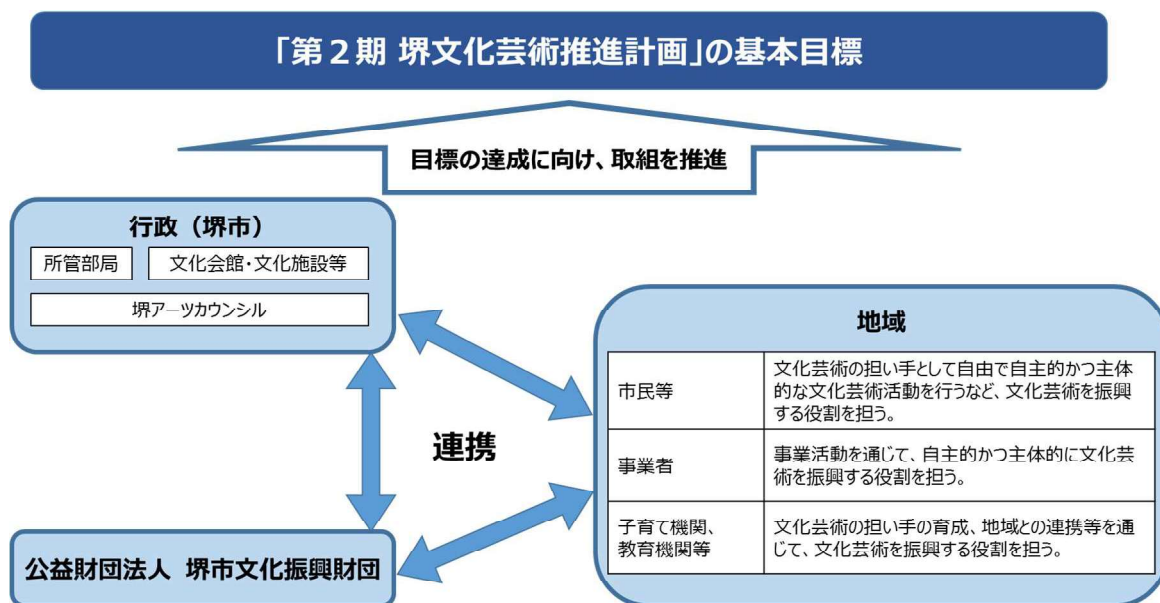 「第２期 堺文化芸術推進計画」の基本目標
目標の達成に向け、取組を推進
行政（堺市）
所管部局
文化会館・文化施設等
堺アーツカウンシル
連携
公益財団法人 堺市文化振興財団
地域
市民等
文化芸術の担い手として自由で自主的かつ主体
的な文化芸術活動を行うなど、文化芸術を振興
する役割を担う。
事業者
事業活動を通じて、自主的かつ主体的に文化芸
術を振興する役割を担う。
子育て機関、
教育機関等
文化芸術の担い手の育成、地域との連携等を通
じて、文化芸術を振興する役割を担う。